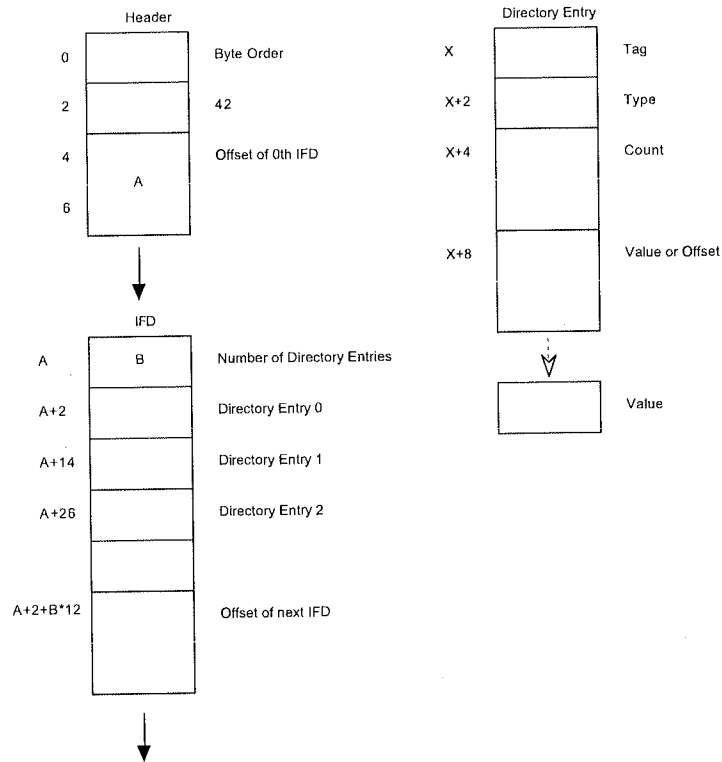 Header
0 Byte Order
2 42
4 Offset of 0th IFD
A
6
IFD
A B Number of Directory Entries
A+2 Directory Entry 0
A+14 Directory Entry 1
A+26 Directory Entry 2
A+2+B*12 Offset of next IFD
Directory Entry
X Tag
X+2 Type
X+4 Count
X+8 Value or Offset
Value